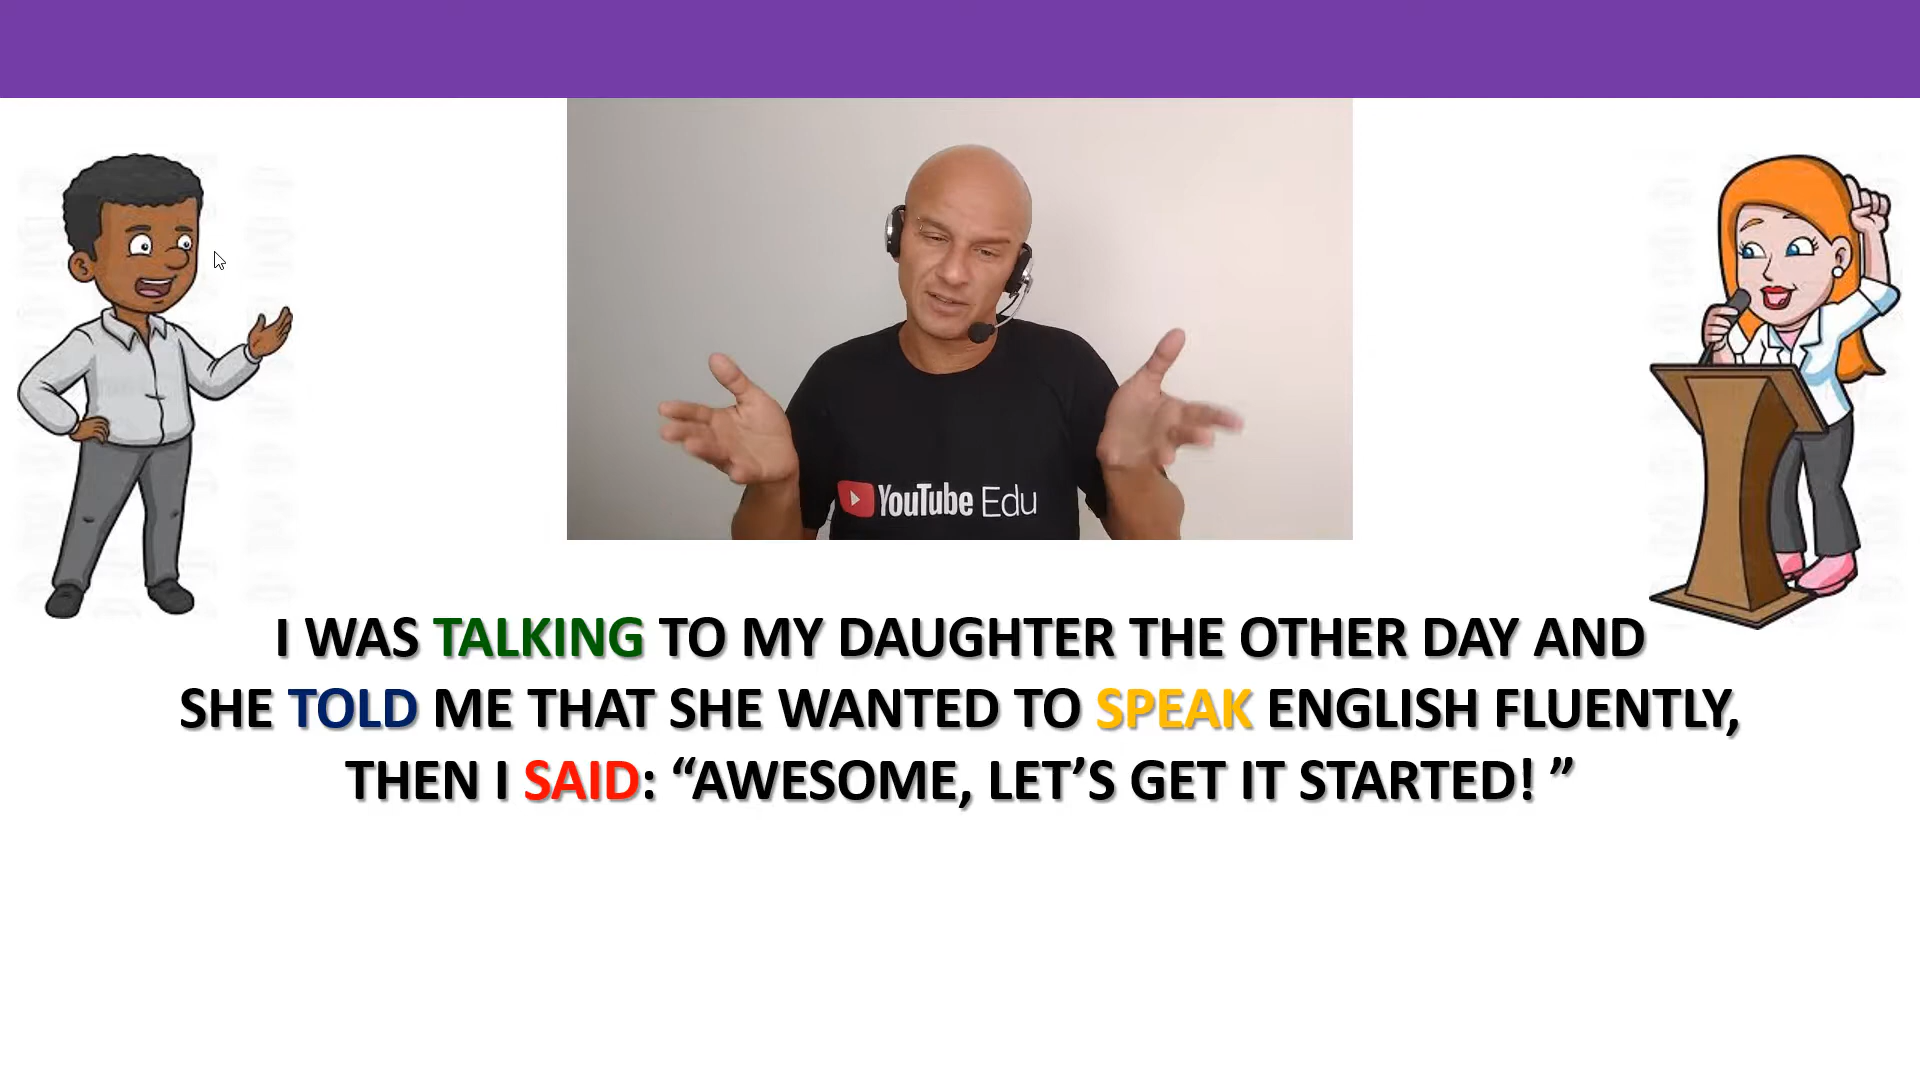 YouTube Edu
I WAS TALKING TO MY DAUGHTER THE OTHER DAY AND
SHE TOLD ME THAT SHE WANTED TO SPEAK ENGLISH FLUENTLY,
THEN I SAID: “AWESOME, LET’S GET IT STARTED! ”